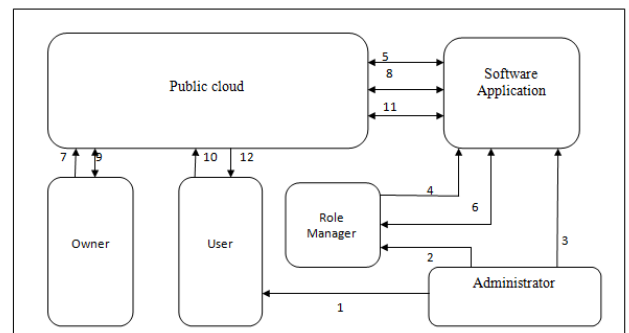 Public cloud
5
8
11
Software
Application
7
9
10
12
4
6
3
Owner
User
Role
Manager
2
1
Administrator